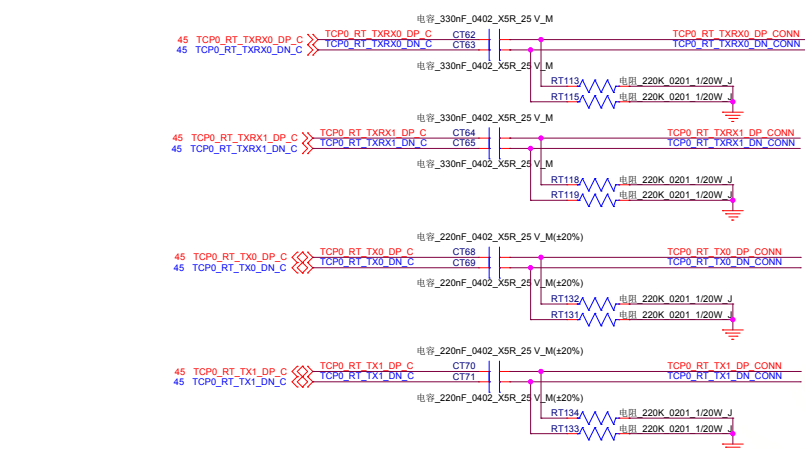 电容_330nF_0402_X5R_25 V_M
45 TCP0_RT_TXRX0_DP_C TCP0_RT_TXRX0_DP_C CT62 TCP0_RT_TXRX0_DP_CONN
45 TCP0_RT_TXRX0_DN_C TCP0_RT_TXRX0_DN_C CT63 TCP0_RT_TXRX0_DN_CONN
电容_330nF_0402_X5R_25 V_M
RT113 电阻_220K_0201_1/20W_J
RT115 电阻_220K_0201_1/20W_J
电容_330nF_0402_X5R_25 V_M
45 TCP0_RT_TXRX1_DP_C TCP0_RT_TXRX1_DP_C CT64 TCP0_RT_TXRX1_DP_CONN
45 TCP0_RT_TXRX1_DN_C TCP0_RT_TXRX1_DN_C CT65 TCP0_RT_TXRX1_DN_CONN
电容_330nF_0402_X5R_25 V_M
RT118 电阻_220K_0201_1/20W_J
RT119 电阻_220K_0201_1/20W_J
电容_220nF_0402_X5R_25 V_M(±20%)
45 TCP0_RT_TX0_DP_C TCP0_RT_TX0_DP_C CT68 TCP0_RT_TX0_DP_CONN
45 TCP0_RT_TX0_DN_C TCP0_RT_TX0_DN_C CT69 TCP0_RT_TX0_DN_CONN
电容_220nF_0402_X5R_25 V_M(±20%)
RT132 电阻_220K_0201_1/20W_J
RT131 电阻_220K_0201_1/20W_J
电容_220nF_0402_X5R_25 V_M(±20%)
45 TCP0_RT_TX1_DP_C TCP0_RT_TX1_DP_C CT70 TCP0_RT_TX1_DP_CONN
45 TCP0_RT_TX1_DN_C TCP0_RT_TX1_DN_C CT71 TCP0_RT_TX1_DN_CONN
电容_220nF_0402_X5R_25 V_M(±20%)
RT134 电阻_220K_0201_1/20W_J
RT133 电阻_220K_0201_1/20W_J